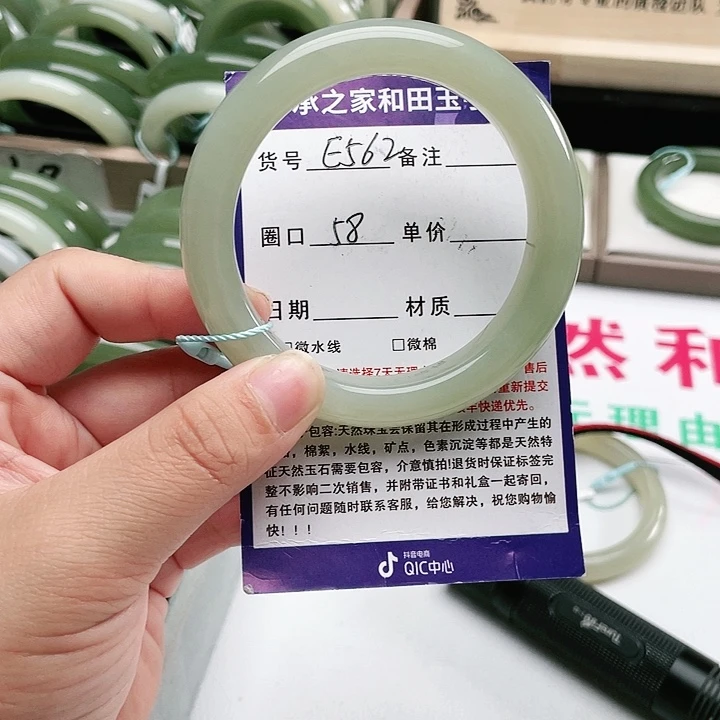 承之家和田玉
货号 E562 备注
圈口 58 单价
日期 材质
微水线 □微棉
请选择7天无理 售后
重新提交
快递优先。
包容:天然珠宝会保留其在形成过程中产生的
棉絮，水线，矿点，色素沉淀等都是天然特
征天然玉石需要包容，介意慎拍!退货时保证标签完
整不影响二次销售，并附带证书和礼盒一起寄回，
有任何问题随时联系客服，给您解决，祝您购物愉
快！！！
抖音电商
QIC中心
然和
无理由